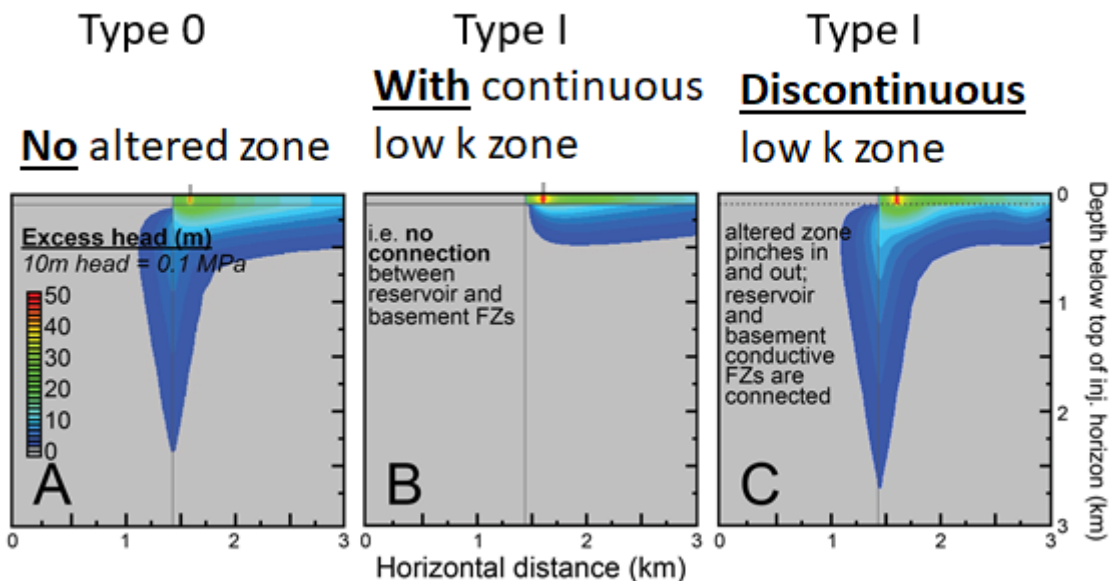 Type 0
No altered zone
Type I
With continuous
low k zone
Type I
Discontinuous
low k zone
Excess head (m)
10m head = 0.1 MPa
50
40
30
20
10
0
A
0
1
2
3
i.e. no
connection
between
reservoir and
basement FZs
B
0
1
2
3
Horizontal distance (km)
altered zone
pinches in
and out;
reservoir
and
basement
conductive
FZs are
connected
C
0
1
2
3
0
1
2
3
Depth below top of inj. horizon (km)